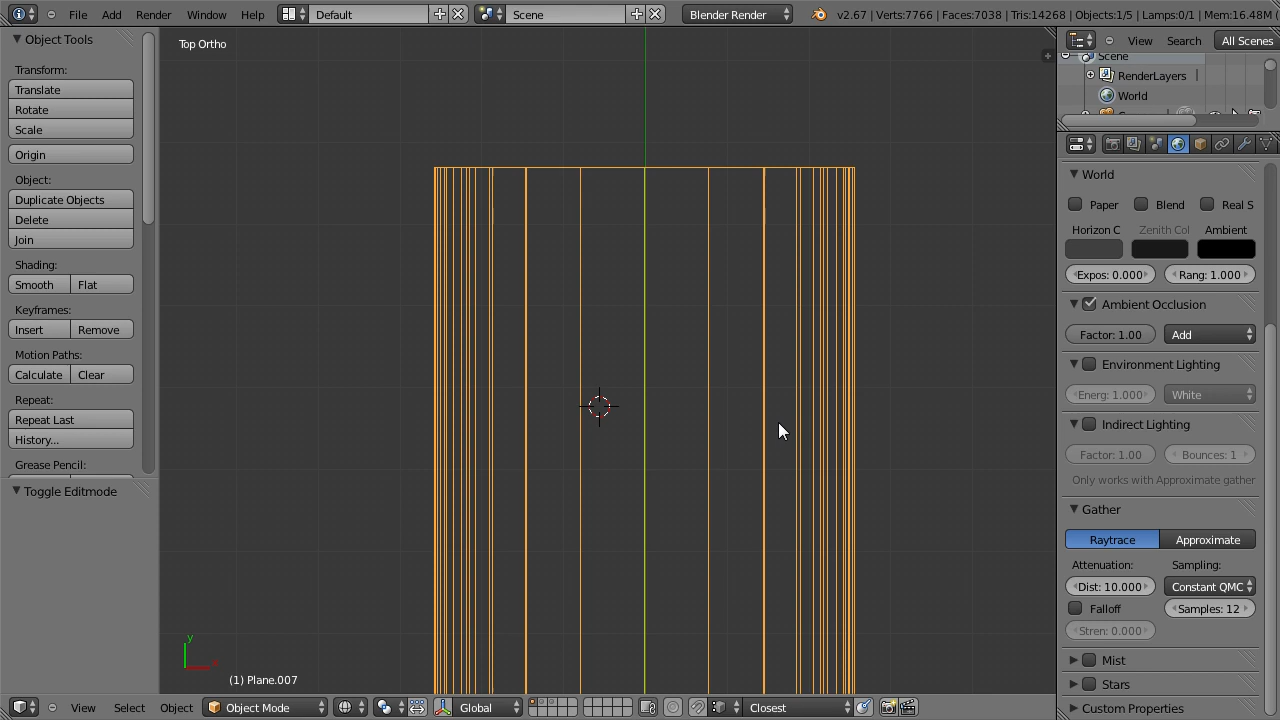 File Add Render Window Help Default Scene Blender Render v2.67 | Verts:7766 | Faces:7038 | Tris:14268 | Objects:1/5 | Lamps:0/1 | Mem:16.48M
Object Tools
Transform:
Translate
Rotate
Scale
Origin
Object:
Duplicate Objects
Delete
Join
Shading:
Smooth Flat
Keyframes:
Insert Remove
Motion Paths:
Calculate Clear
Repeat:
Repeat Last
History...
Grease Pencil:
Toggle Editmode
Top Ortho
y
(1) Plane.007
View Select Object Object Mode Global Closest
View Search All Scenes
Scene
RenderLayers
World
World
Paper Blend Real S
Horizon C Zenith Col Ambient
Expos: 0.000 Rang: 1.000
Ambient Occlusion
Factor: 1.00 Add
Environment Lighting
Energ: 1.000 White
Indirect Lighting
Factor: 1.00 Bounces: 1
Only works with Approximate gather
Gather
Raytrace Approximate
Attenuation: Sampling:
Dist: 10.000 Constant QMC
Falloff Samples: 12
Stren: 0.000
Mist
Stars
Custom Properties